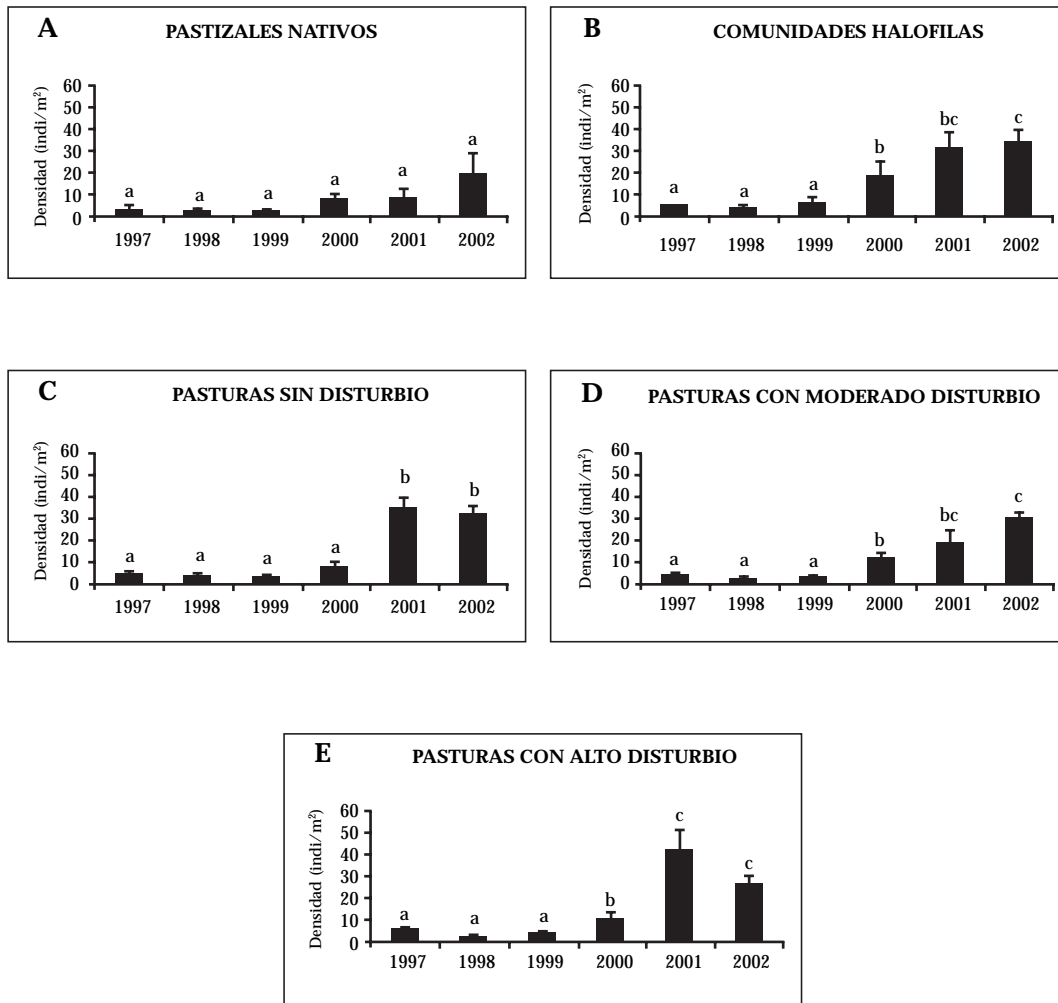 A PASTIZALES NATIVOS
Densidad (indi/m²)
60
50
40
30
20
10
0
a a a a a a
1997 1998 1999 2000 2001 2002
B COMUNIDADES HALOFILAS
Densidad (indi/m²)
60
50
40
30
20
10
0
a a a b bc c
1997 1998 1999 2000 2001 2002
C PASTURAS SIN DISTURBIO
Densidad (indi/m²)
60
50
40
30
20
10
0
a a a a b b
1997 1998 1999 2000 2001 2002
D PASTURAS CON MODERADO DISTURBIO
Densidad (indi/m²)
60
50
40
30
20
10
0
a a a b bc c
1997 1998 1999 2000 2001 2002
E PASTURAS CON ALTO DISTURBIO
Densidad (indi/m²)
60
50
40
30
20
10
0
a a a b c c
1997 1998 1999 2000 2001 2002